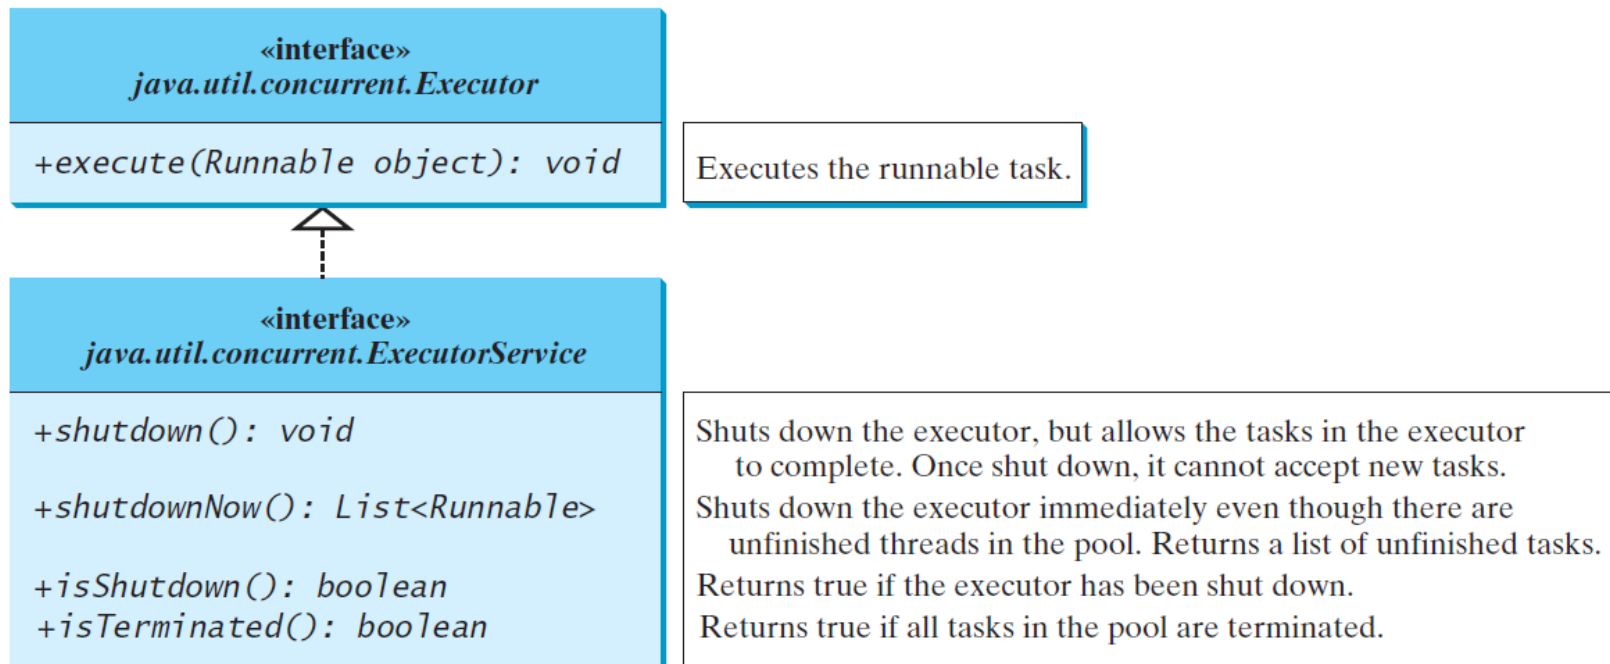 «interface»
java.util.concurrent.Executor
+execute(Runnable object): void
Executes the runnable task.
«interface»
java.util.concurrent.ExecutorService
+shutdown(): void
Shuts down the executor, but allows the tasks in the executor
to complete. Once shut down, it cannot accept new tasks.
+shutdownNow(): List<Runnable>
Shuts down the executor immediately even though there are
unfinished threads in the pool. Returns a list of unfinished tasks.
+isShutdown(): boolean
Returns true if the executor has been shut down.
+isTerminated(): boolean
Returns true if all tasks in the pool are terminated.